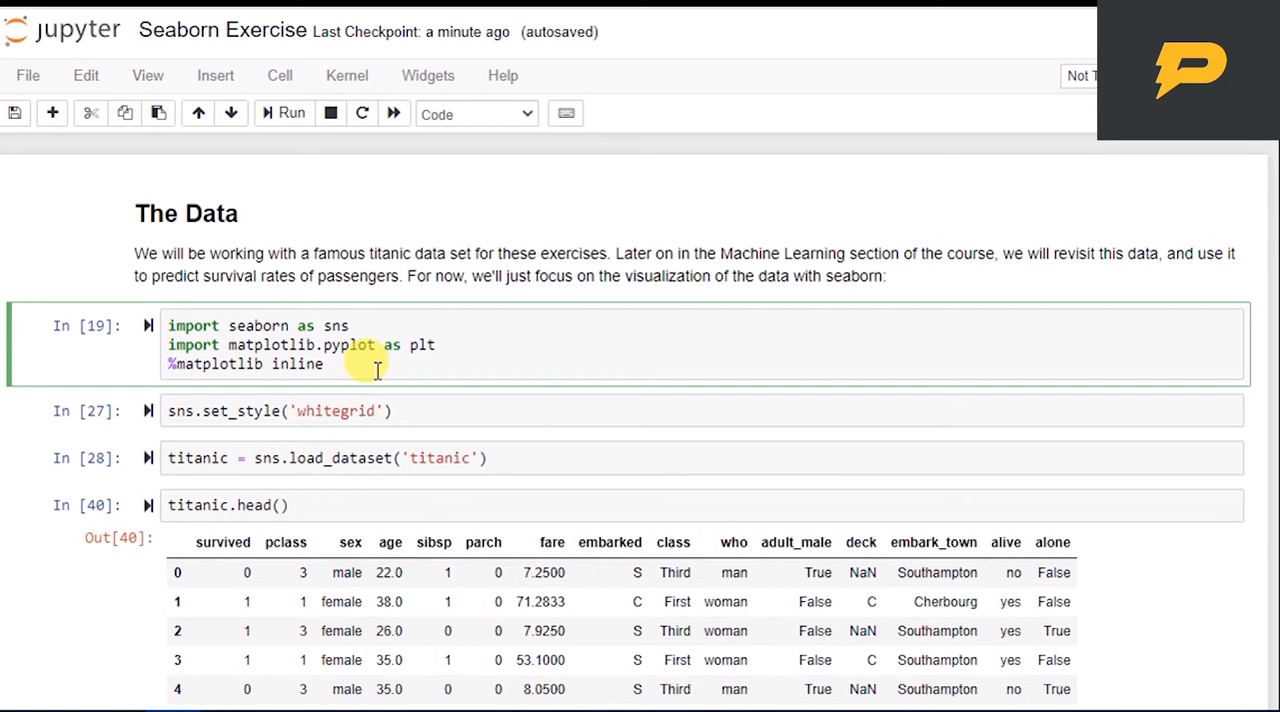 jupyter Seaborn Exercise Last Checkpoint: a minute ago (autosaved)
File Edit View Insert Cell Kernel Widgets Help Not
Run Code
The Data
We will be working with a famous titanic data set for these exercises. Later on in the Machine Learning section of the course, we will revisit this data, and use it
to predict survival rates of passengers. For now, we'll just focus on the visualization of the data with seaborn:
In [19]: import seaborn as sns
import matplotlib.pyplot as plt
%matplotlib inline
In [27]: sns.set_style('whitegrid')
In [28]: titanic = sns.load_dataset('titanic')
In [40]: titanic.head()
Out[40]:
survived pclass sex age sibsp parch fare embarked class who adult_male deck embark_town alive alone
0 0 3 male 22.0 1 0 7.2500 S Third man True NaN Southampton no False
1 1 1 female 38.0 1 0 71.2833 C First woman False C Cherbourg yes False
2 1 3 female 26.0 0 0 7.9250 S Third woman False NaN Southampton yes True
3 1 1 female 35.0 1 0 53.1000 S First woman False C Southampton yes False
4 0 3 male 35.0 0 0 8.0500 S Third man True NaN Southampton no True